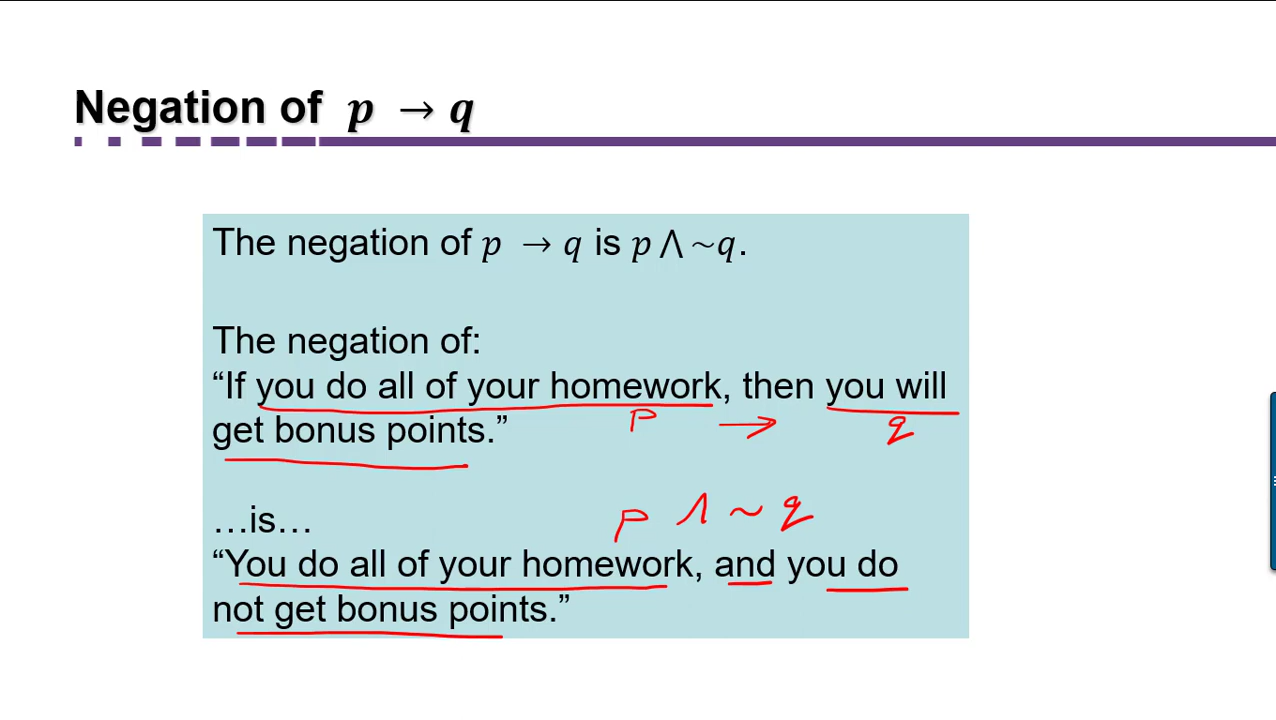 Negation of p → q
The negation of p → q is p ⋀ ~q.
The negation of:
“If you do all of your homework, then you will
p → q
get bonus points.”
p ∧ ~ q
…is…
“You do all of your homework, and you do
not get bonus points.”